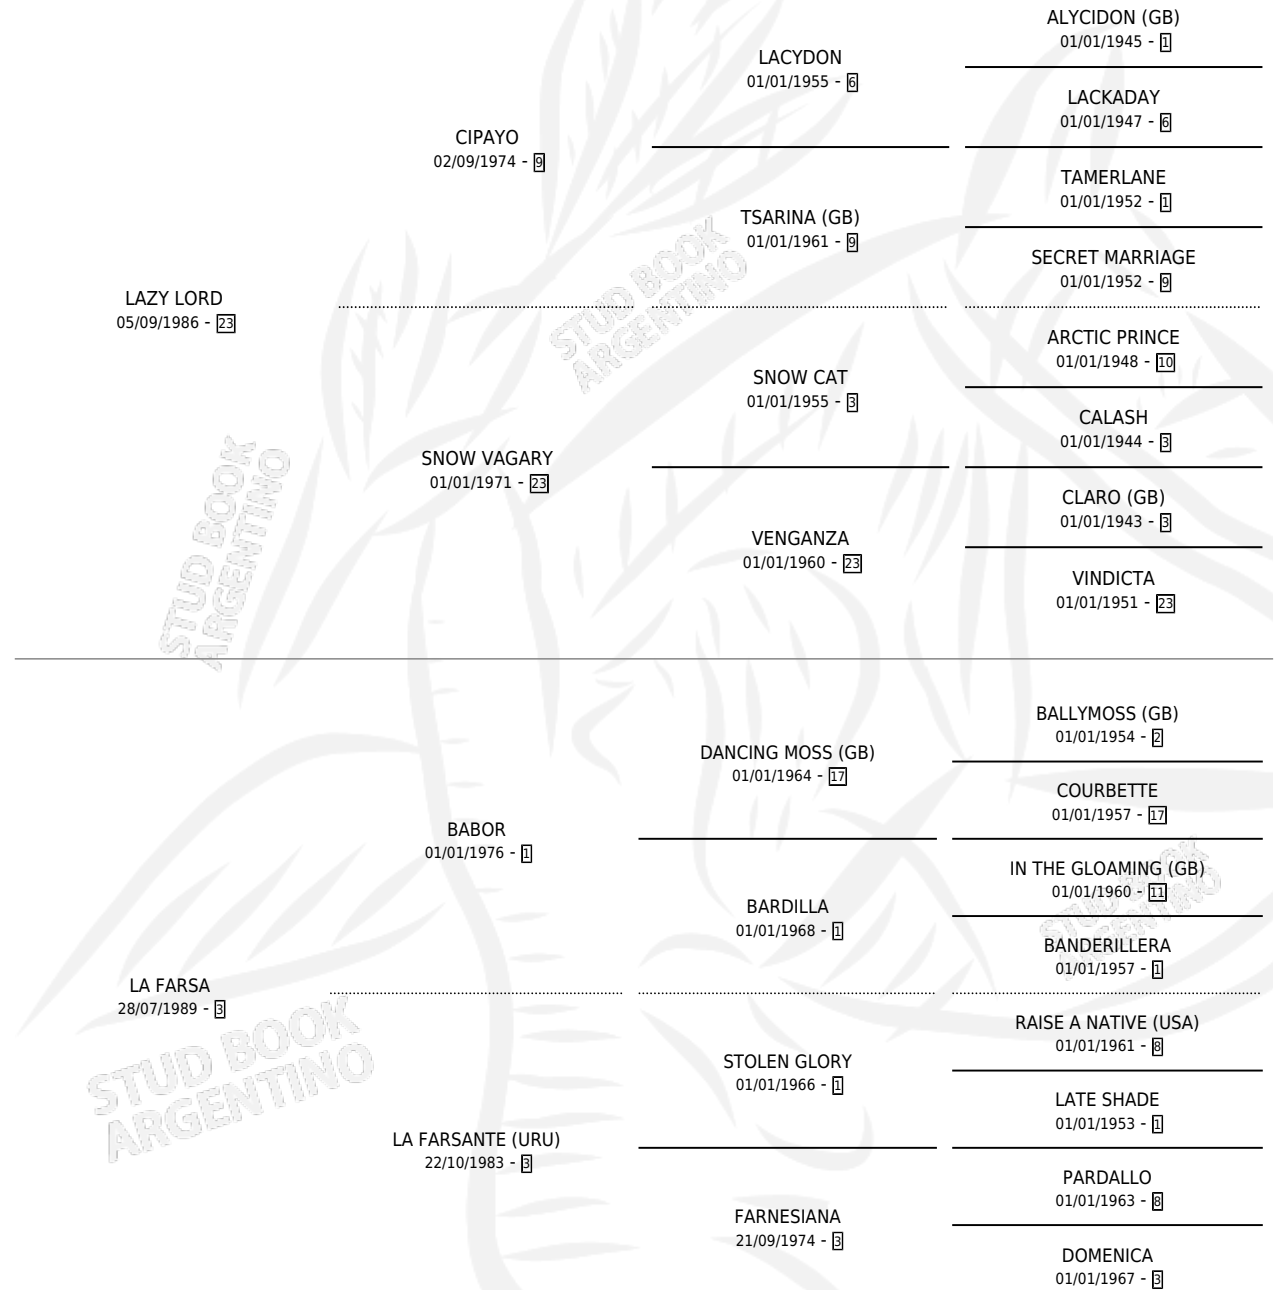 ALYCIDON (GB)
01/01/1945 - 1
LACYDON
01/01/1955 - 6
LACKADAY
01/01/1947 - 6
CIPAYO
02/09/1974 - 9
TAMERLANE
01/01/1952 - 1
TSARINA (GB)
01/01/1961 - 9
SECRET MARRIAGE
01/01/1952 - 9
LAZY LORD
05/09/1986 - 23
ARCTIC PRINCE
01/01/1948 - 10
SNOW CAT
01/01/1955 - 3
CALASH
01/01/1944 - 3
SNOW VAGARY
01/01/1971 - 23
CLARO (GB)
01/01/1943 - 3
VENGANZA
01/01/1960 - 23
VINDICTA
01/01/1951 - 23
BALLYMOSS (GB)
01/01/1954 - 2
DANCING MOSS (GB)
01/01/1964 - 17
COURBETTE
01/01/1957 - 17
BABOR
01/01/1976 - 1
IN THE GLOAMING (GB)
01/01/1960 - 11
BARDILLA
01/01/1968 - 1
BANDERILLERA
01/01/1957 - 1
LA FARSA
28/07/1989 - 3
RAISE A NATIVE (USA)
01/01/1961 - 8
STOLEN GLORY
01/01/1966 - 1
LATE SHADE
01/01/1953 - 1
LA FARSANTE (URU)
22/10/1983 - 3
PARDALLO
01/01/1963 - 8
FARNESIANA
21/09/1974 - 3
DOMENICA
01/01/1967 - 3
STUD BOOK
ARGENTINO
STUD BOOK
ARGENTINO
STUD BOOK
ARGENTINO
STUD BOOK
ARGENTINO